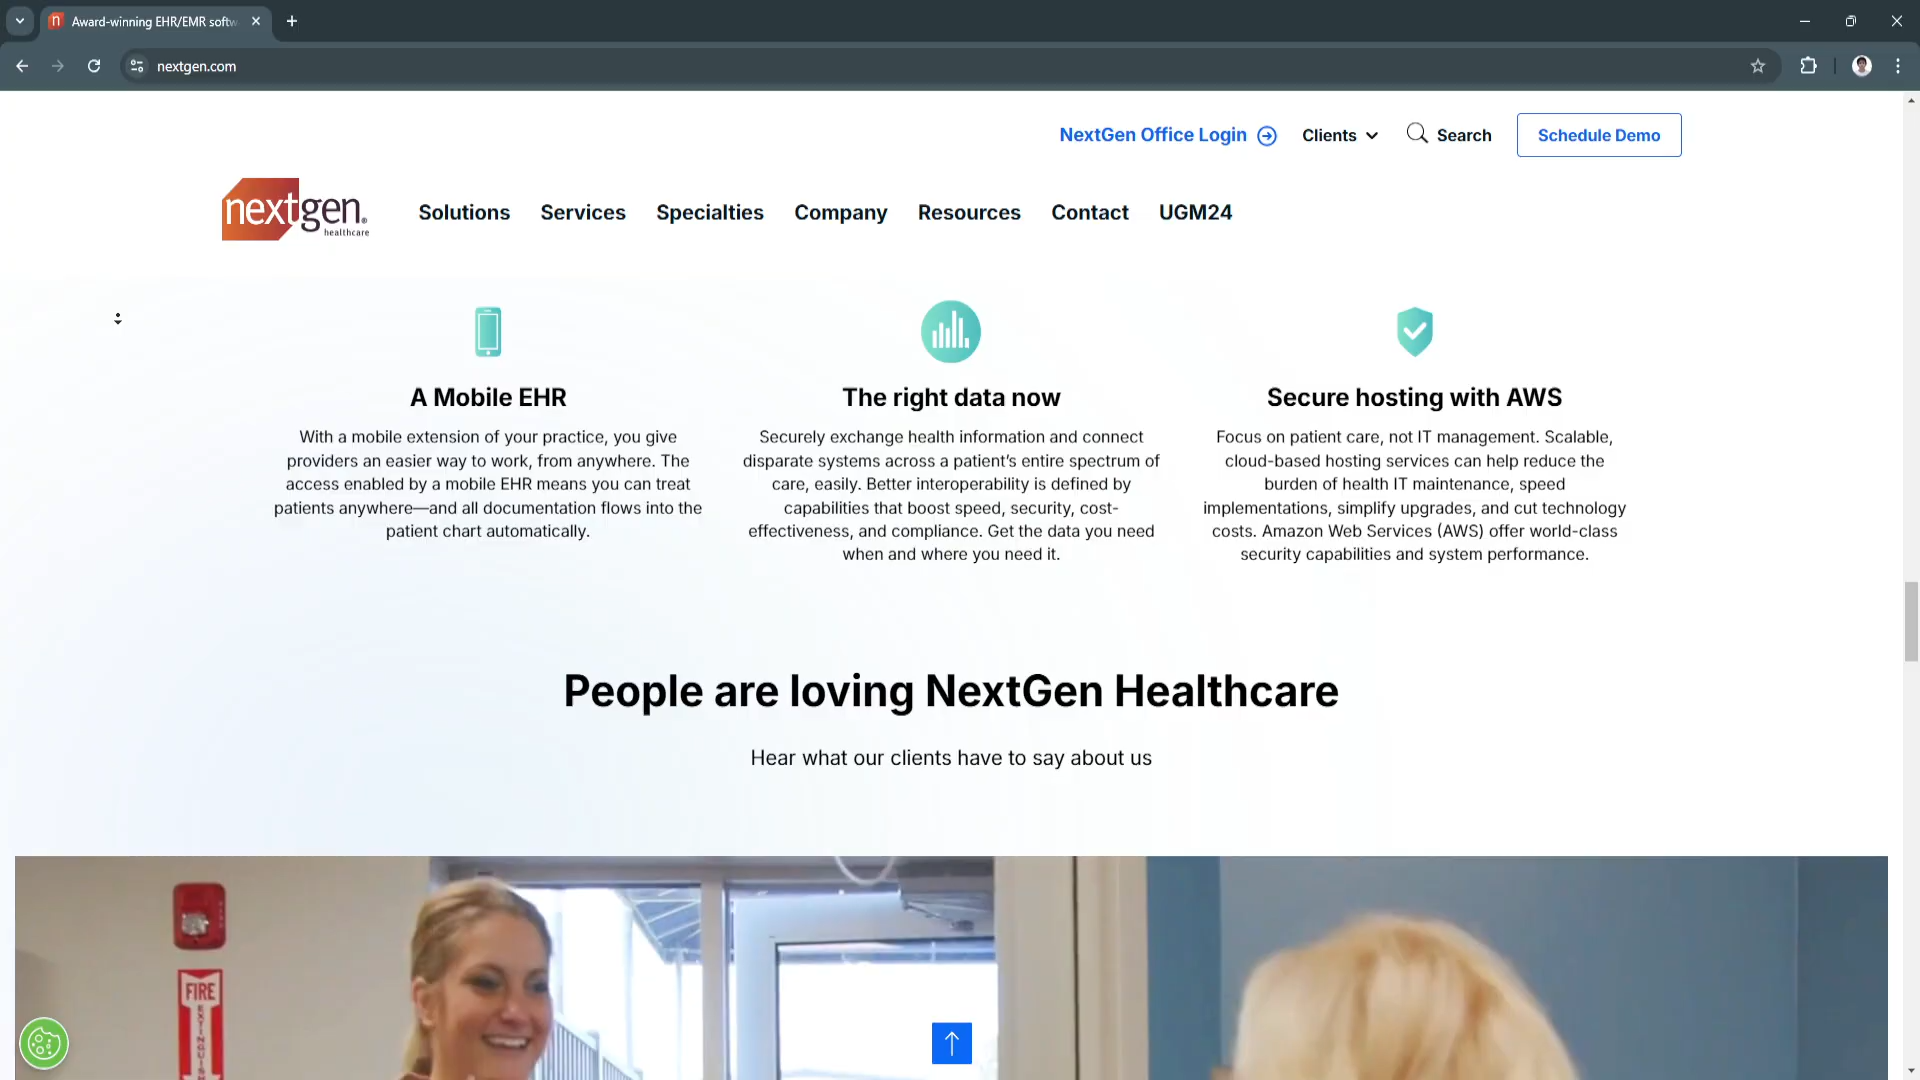 Award-winning EHR/EMR softw
nextgen.com
NextGen Office Login
Clients
Search
Schedule Demo
nextgen®
healthcare
Solutions
Services
Specialties
Company
Resources
Contact
UGM24
A Mobile EHR
With a mobile extension of your practice, you give
providers an easier way to work, from anywhere. The
access enabled by a mobile EHR means you can treat
patients anywhere—and all documentation flows into the
patient chart automatically.
The right data now
Securely exchange health information and connect
disparate systems across a patient’s entire spectrum of
care, easily. Better interoperability is defined by
capabilities that boost speed, security, cost-
effectiveness, and compliance. Get the data you need
when and where you need it.
Secure hosting with AWS
Focus on patient care, not IT management. Scalable,
cloud-based hosting services can help reduce the
burden of health IT maintenance, speed
implementations, simplify upgrades, and cut technology
costs. Amazon Web Services (AWS) offer world-class
security capabilities and system performance.
People are loving NextGen Healthcare
Hear what our clients have to say about us
FIRE
EXTINGUIS